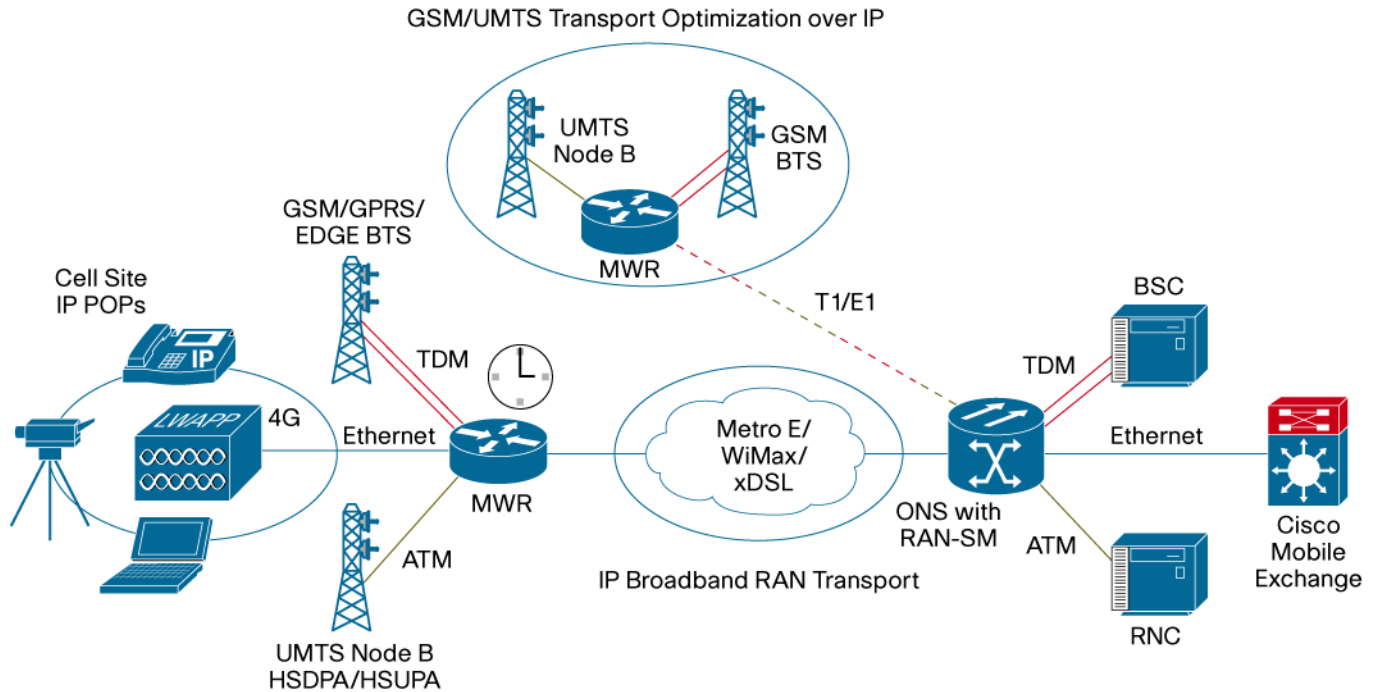 GSM/UMTS Transport Optimization over IP
UMTS
Node B
GSM
BTS
MWR
GSM/GPRS/
EDGE BTS
Cell Site
IP POPs
IP
LWAPP
4G
TDM
Ethernet
MWR
ATM
UMTS Node B
HSDPA/HSUPA
T1/E1
Metro E/
WiMax/
xDSL
IP Broadband RAN Transport
BSC
TDM
Ethernet
ONS with
RAN-SM
ATM
RNC
Cisco
Mobile
Exchange